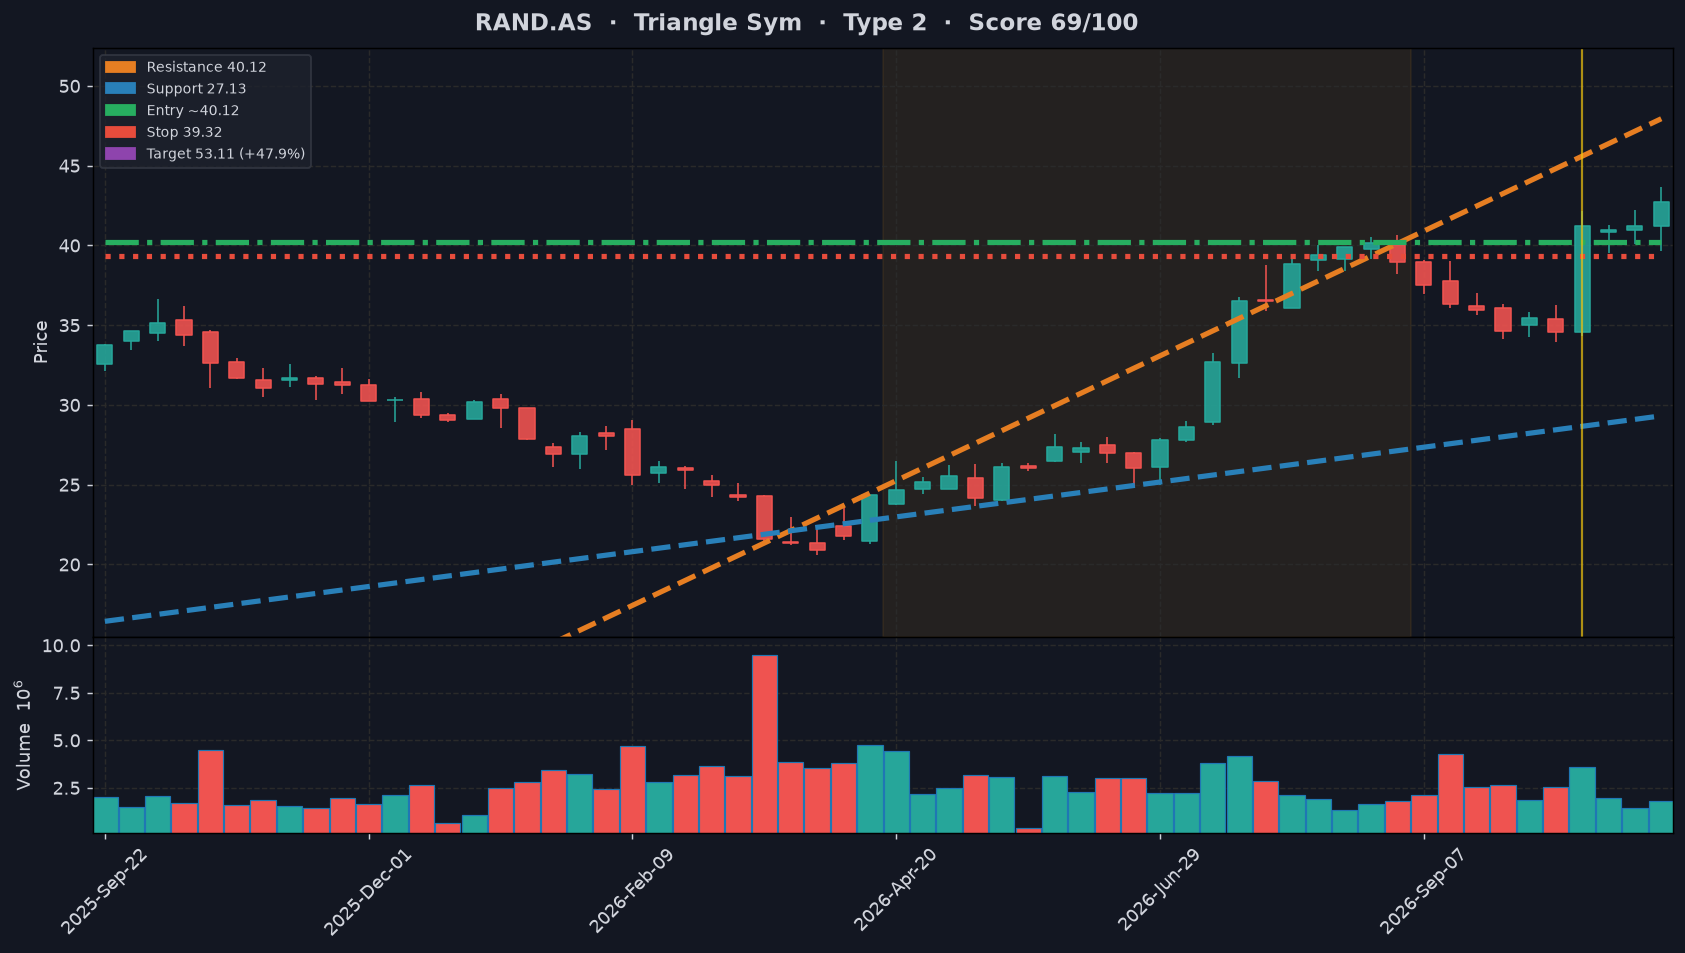 RAND.AS · Triangle Sym · Type 2 · Score 69/100
Resistance 40.12
Support 27.13
Entry ~40.12
Stop 39.32
Target 53.11 (+47.9%)
Price
50
45
40
35
30
25
20
Volume 10⁶
10.0
7.5
5.0
2.5
2025-Sep-22
2025-Dec-01
2026-Feb-09
2026-Apr-20
2026-Jun-29
2026-Sep-07